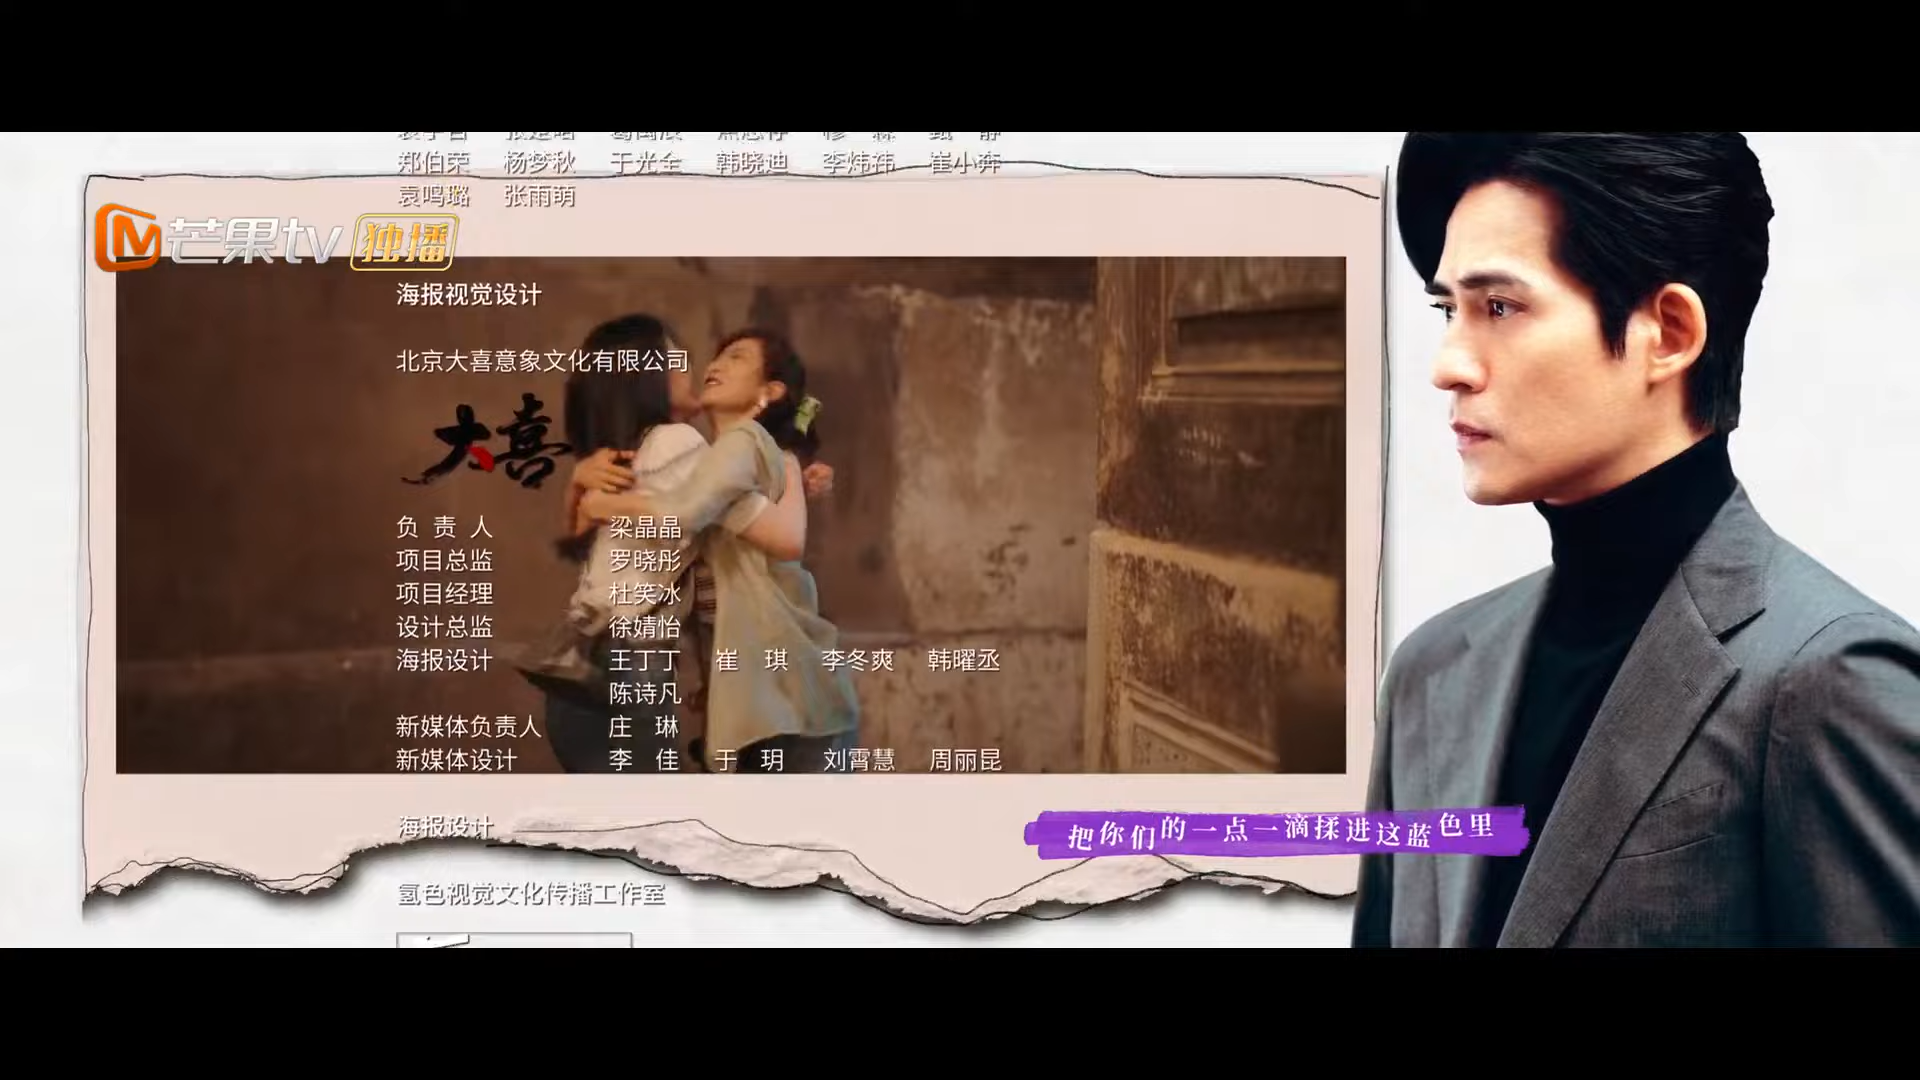 郑伯荣 杨梦秋 于光全 韩晓迪 李炜祎 崔小奔
袁鸣璐 张雨萌
芒果tv 独播
海报视觉设计
北京大喜意象文化有限公司
大喜
负责人 梁晶晶
项目总监 罗晓彤
项目经理 杜笑冰
设计总监 徐婧怡
海报设计 王丁丁 崔琪 李冬爽 韩曜丞
陈诗凡
新媒体负责人 庄琳
新媒体设计 李佳 于玥 刘霄慧 周丽昆
海报设计
把你们的一点一滴揉进这蓝色里
氢色视觉文化传播工作室